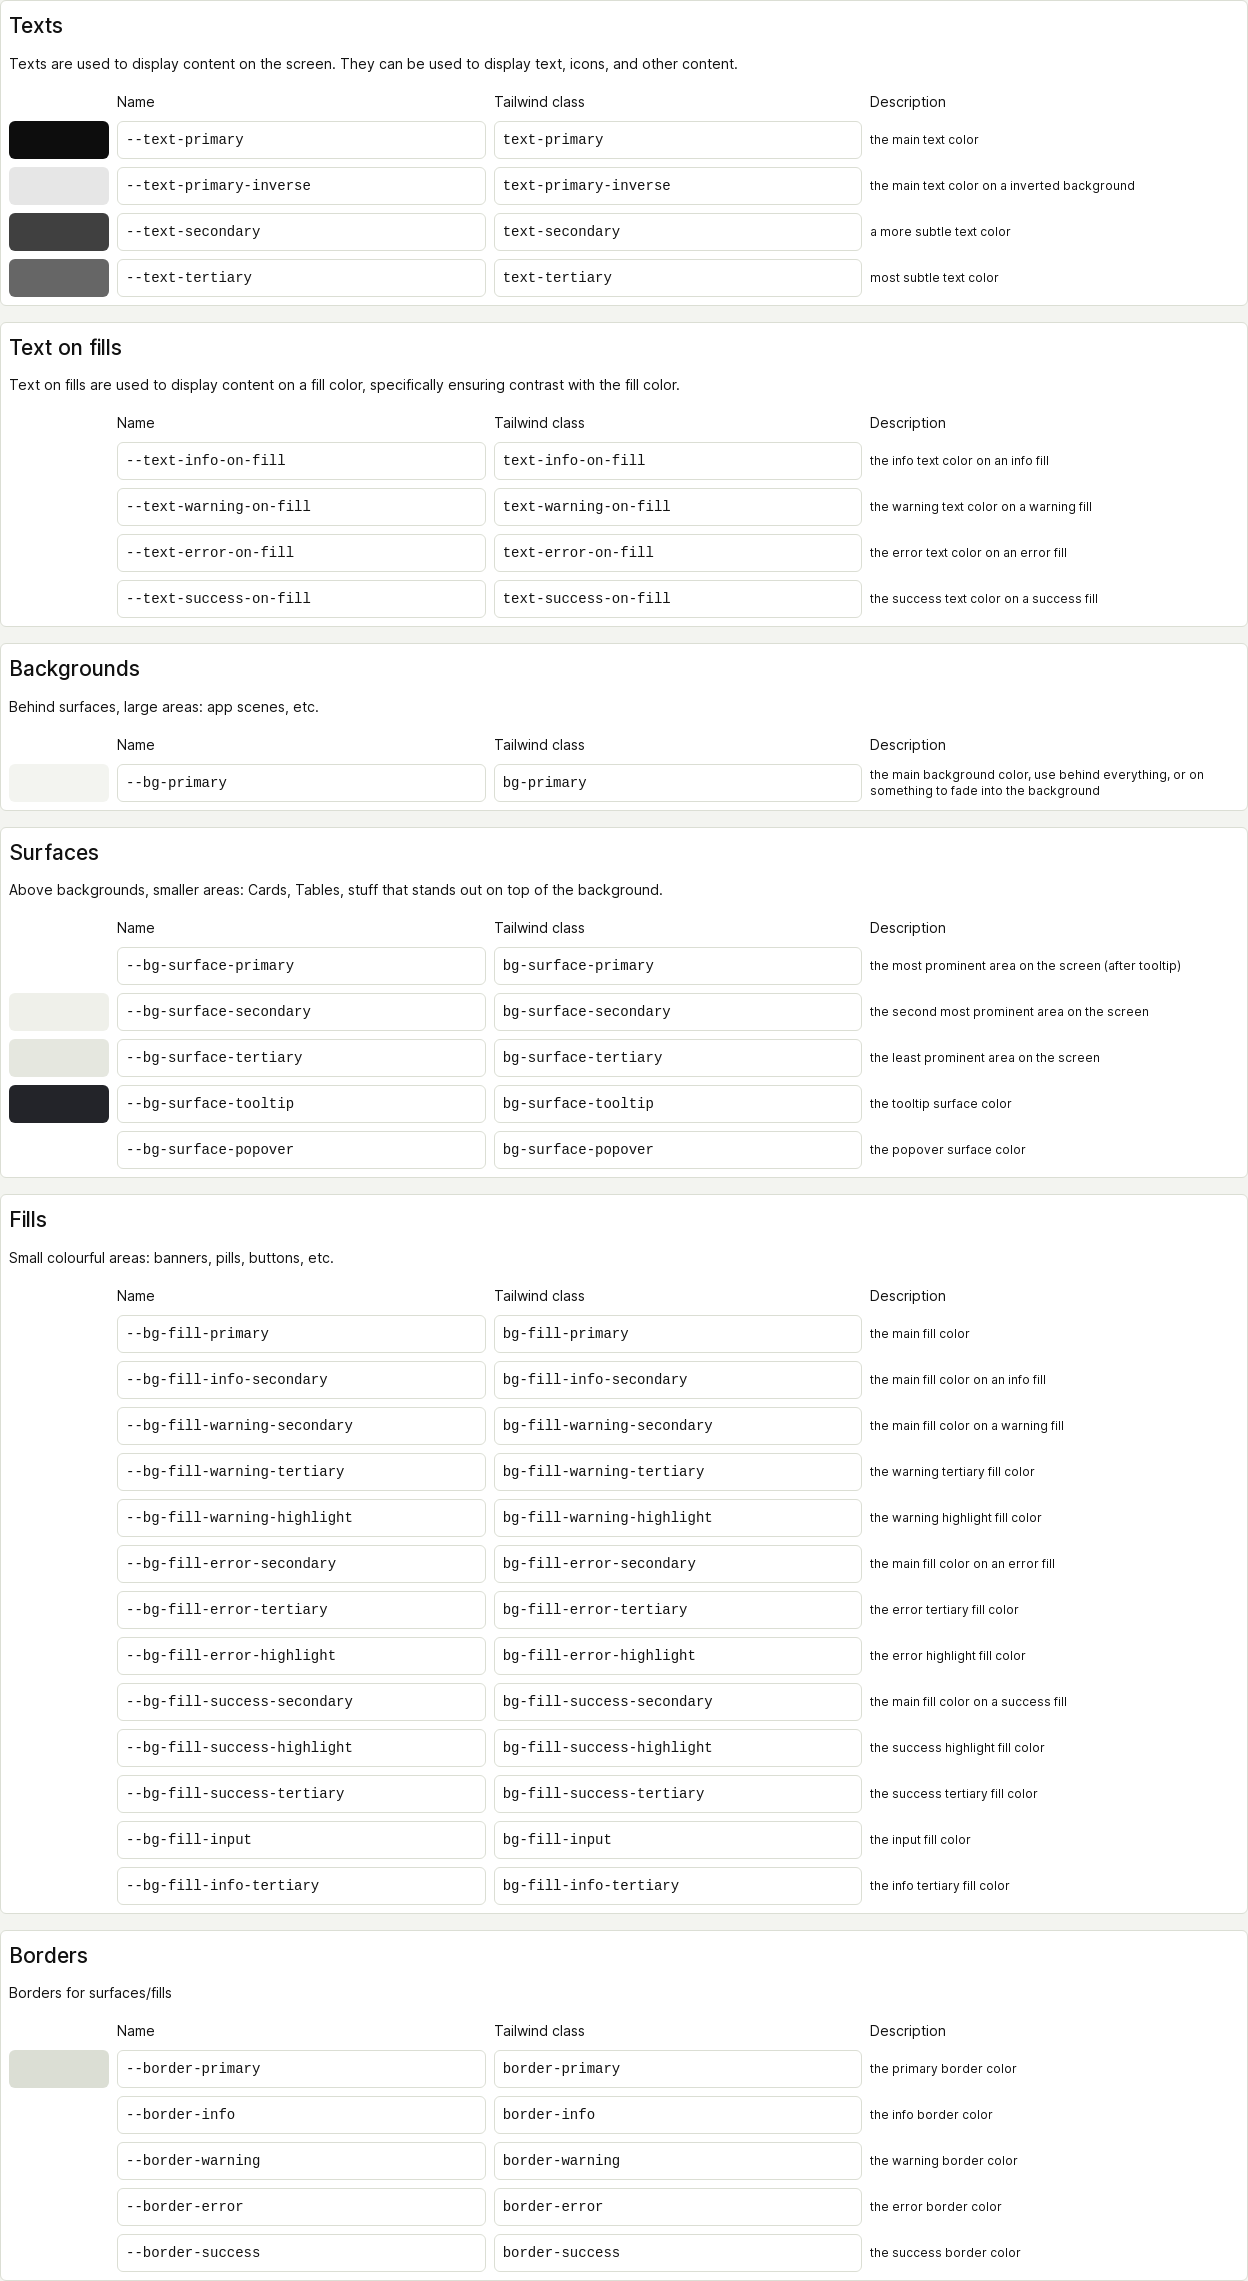 Texts
Texts are used to display content on the screen. They can be used to display text, icons, and other content.
Name Tailwind class Description
--text-primary text-primary the main text color
--text-primary-inverse text-primary-inverse the main text color on a inverted background
--text-secondary text-secondary a more subtle text color
--text-tertiary text-tertiary most subtle text color
Text on fills
Text on fills are used to display content on a fill color, specifically ensuring contrast with the fill color.
Name Tailwind class Description
--text-info-on-fill text-info-on-fill the info text color on an info fill
--text-warning-on-fill text-warning-on-fill the warning text color on a warning fill
--text-error-on-fill text-error-on-fill the error text color on an error fill
--text-success-on-fill text-success-on-fill the success text color on a success fill
Backgrounds
Behind surfaces, large areas: app scenes, etc.
Name Tailwind class Description
--bg-primary bg-primary the main background color, use behind everything, or on
something to fade into the background
Surfaces
Above backgrounds, smaller areas: Cards, Tables, stuff that stands out on top of the background.
Name Tailwind class Description
--bg-surface-primary bg-surface-primary the most prominent area on the screen (after tooltip)
--bg-surface-secondary bg-surface-secondary the second most prominent area on the screen
--bg-surface-tertiary bg-surface-tertiary the least prominent area on the screen
--bg-surface-tooltip bg-surface-tooltip the tooltip surface color
--bg-surface-popover bg-surface-popover the popover surface color
Fills
Small colourful areas: banners, pills, buttons, etc.
Name Tailwind class Description
--bg-fill-primary bg-fill-primary the main fill color
--bg-fill-info-secondary bg-fill-info-secondary the main fill color on an info fill
--bg-fill-warning-secondary bg-fill-warning-secondary the main fill color on a warning fill
--bg-fill-warning-tertiary bg-fill-warning-tertiary the warning tertiary fill color
--bg-fill-warning-highlight bg-fill-warning-highlight the warning highlight fill color
--bg-fill-error-secondary bg-fill-error-secondary the main fill color on an error fill
--bg-fill-error-tertiary bg-fill-error-tertiary the error tertiary fill color
--bg-fill-error-highlight bg-fill-error-highlight the error highlight fill color
--bg-fill-success-secondary bg-fill-success-secondary the main fill color on a success fill
--bg-fill-success-highlight bg-fill-success-highlight the success highlight fill color
--bg-fill-success-tertiary bg-fill-success-tertiary the success tertiary fill color
--bg-fill-input bg-fill-input the input fill color
--bg-fill-info-tertiary bg-fill-info-tertiary the info tertiary fill color
Borders
Borders for surfaces/fills
Name Tailwind class Description
--border-primary border-primary the primary border color
--border-info border-info the info border color
--border-warning border-warning the warning border color
--border-error border-error the error border color
--border-success border-success the success border color